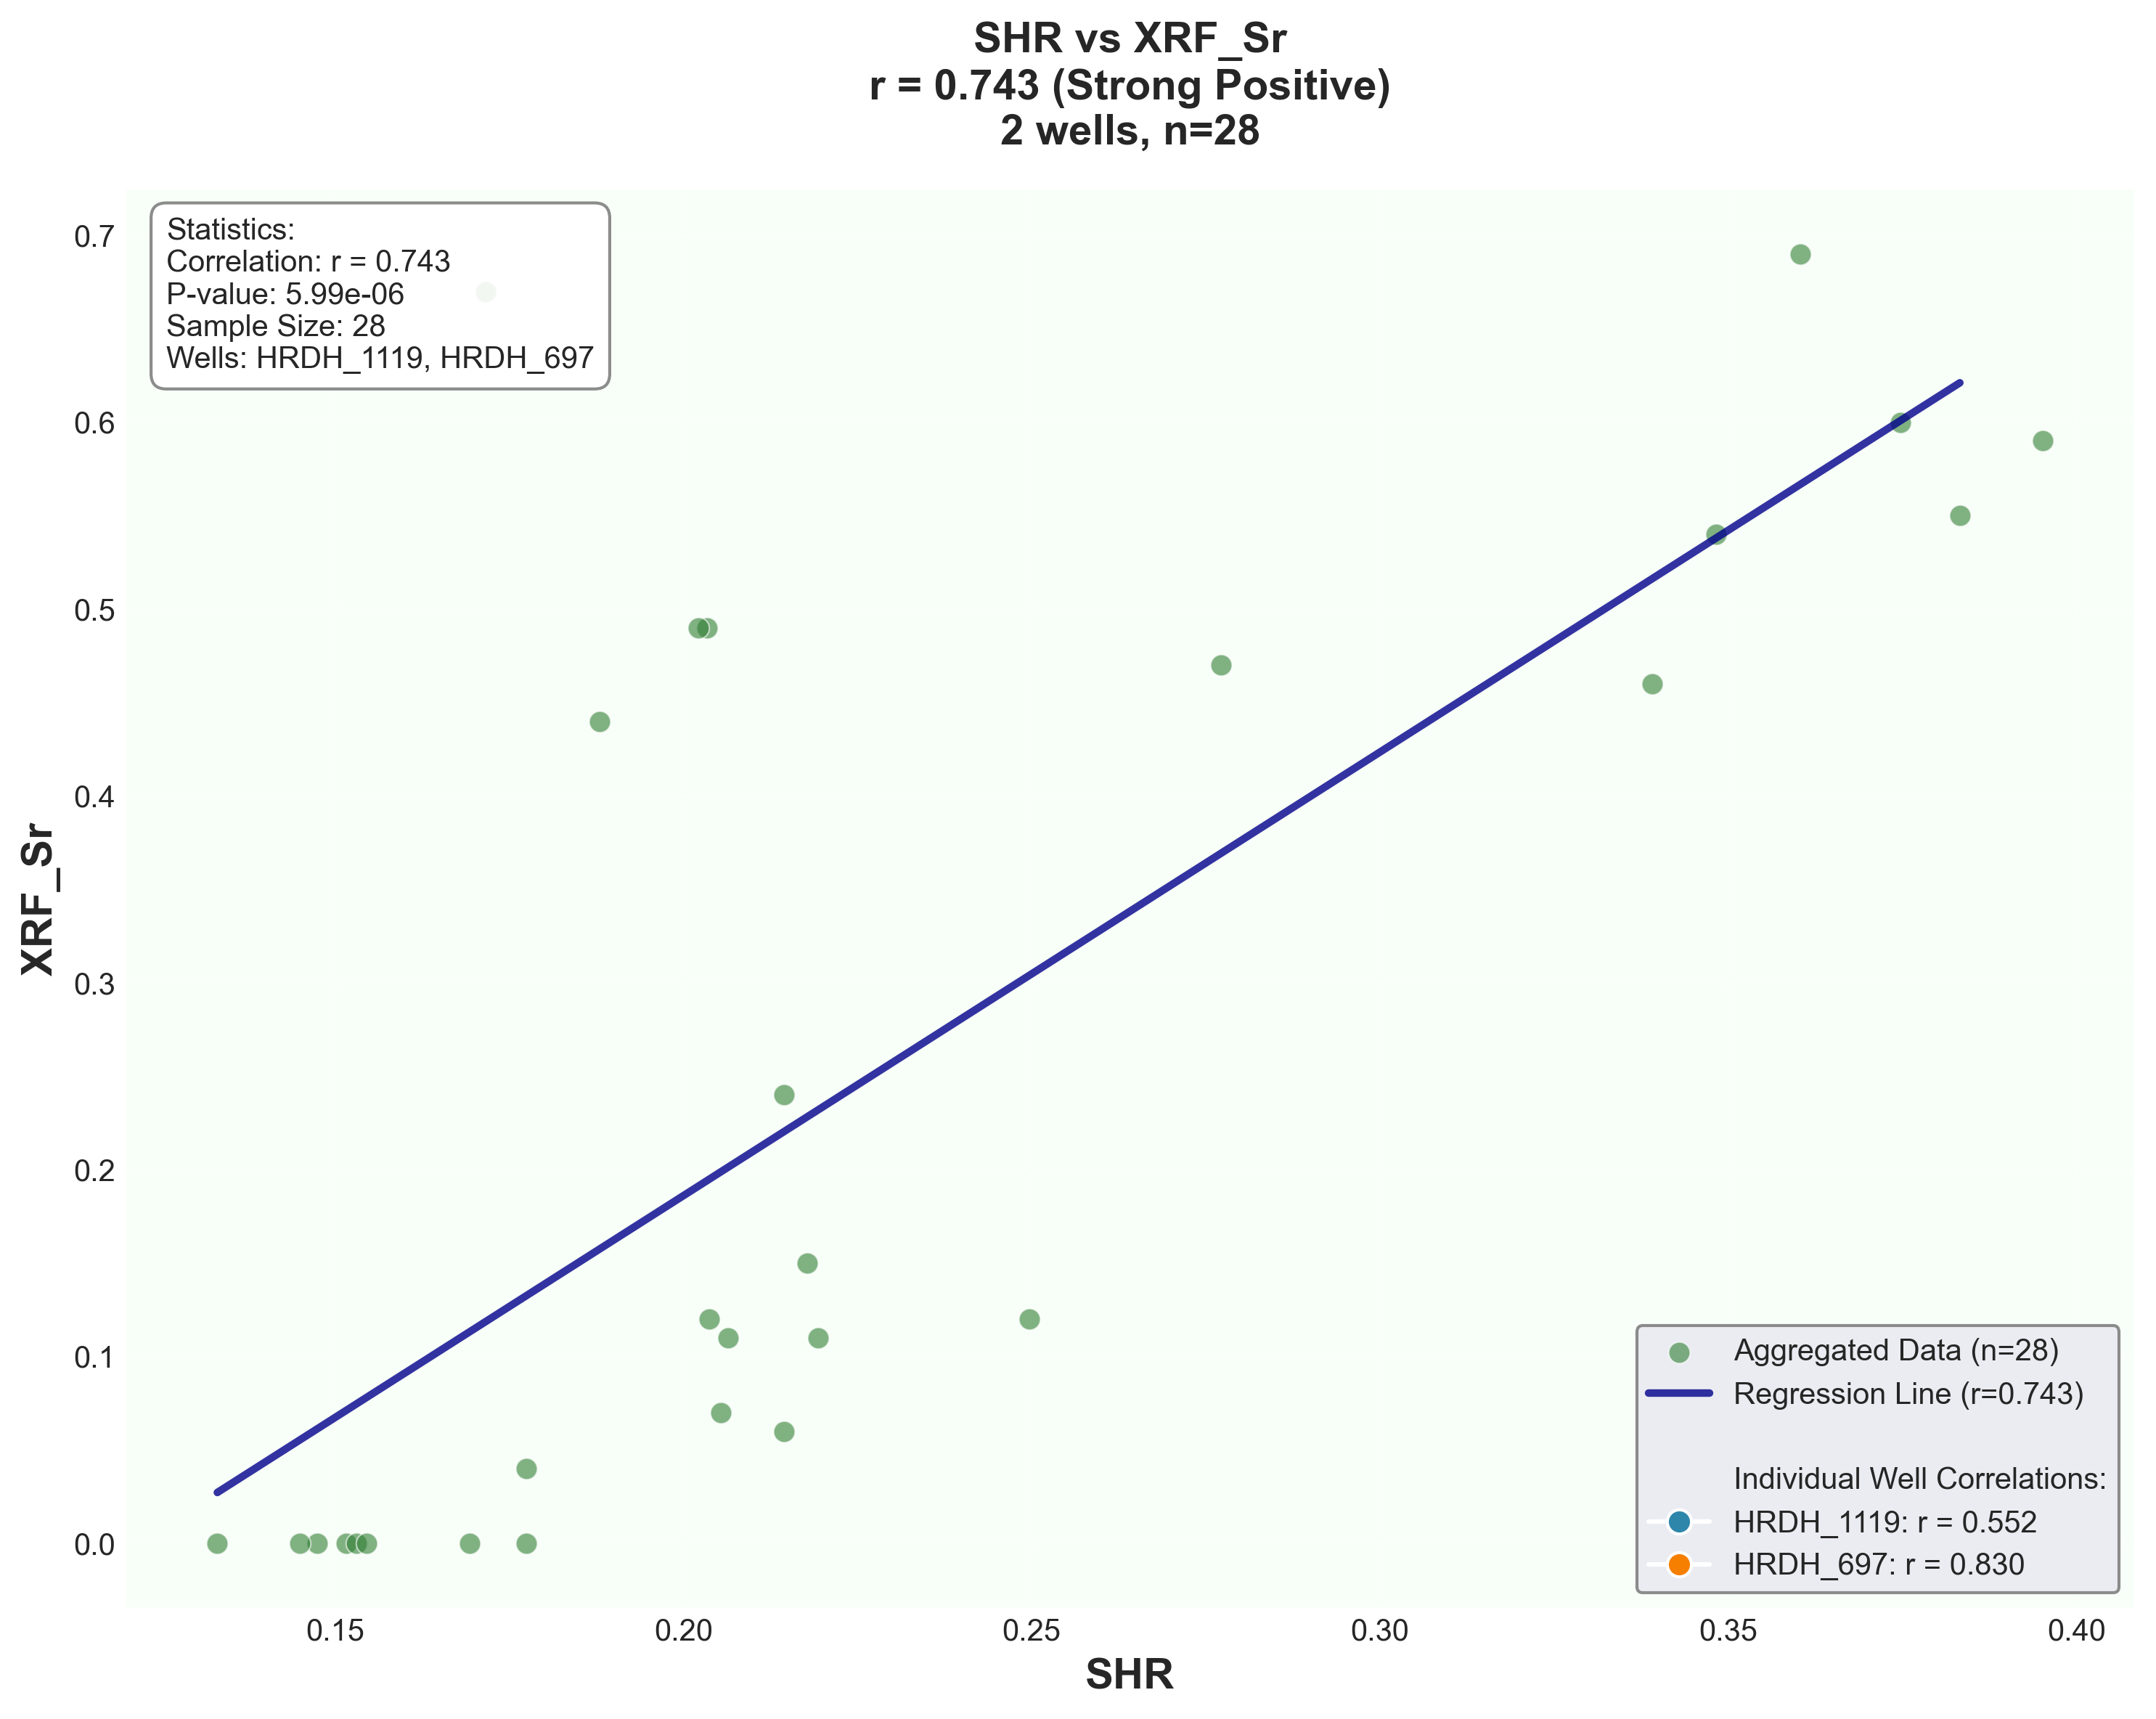 SHR vs XRF_Sr
r = 0.743 (Strong Positive)
2 wells, n=28
Statistics:
Correlation: r = 0.743
P-value: 5.99e-06
Sample Size: 28
Wells: HRDH_1119, HRDH_697
0.7
0.6
0.5
0.4
0.3
0.2
0.1
0.0
XRF_Sr
Aggregated Data (n=28)
Regression Line (r=0.743)
Individual Well Correlations:
HRDH_1119: r = 0.552
HRDH_697: r = 0.830
0.15 0.20 0.25 0.30 0.35 0.40
SHR